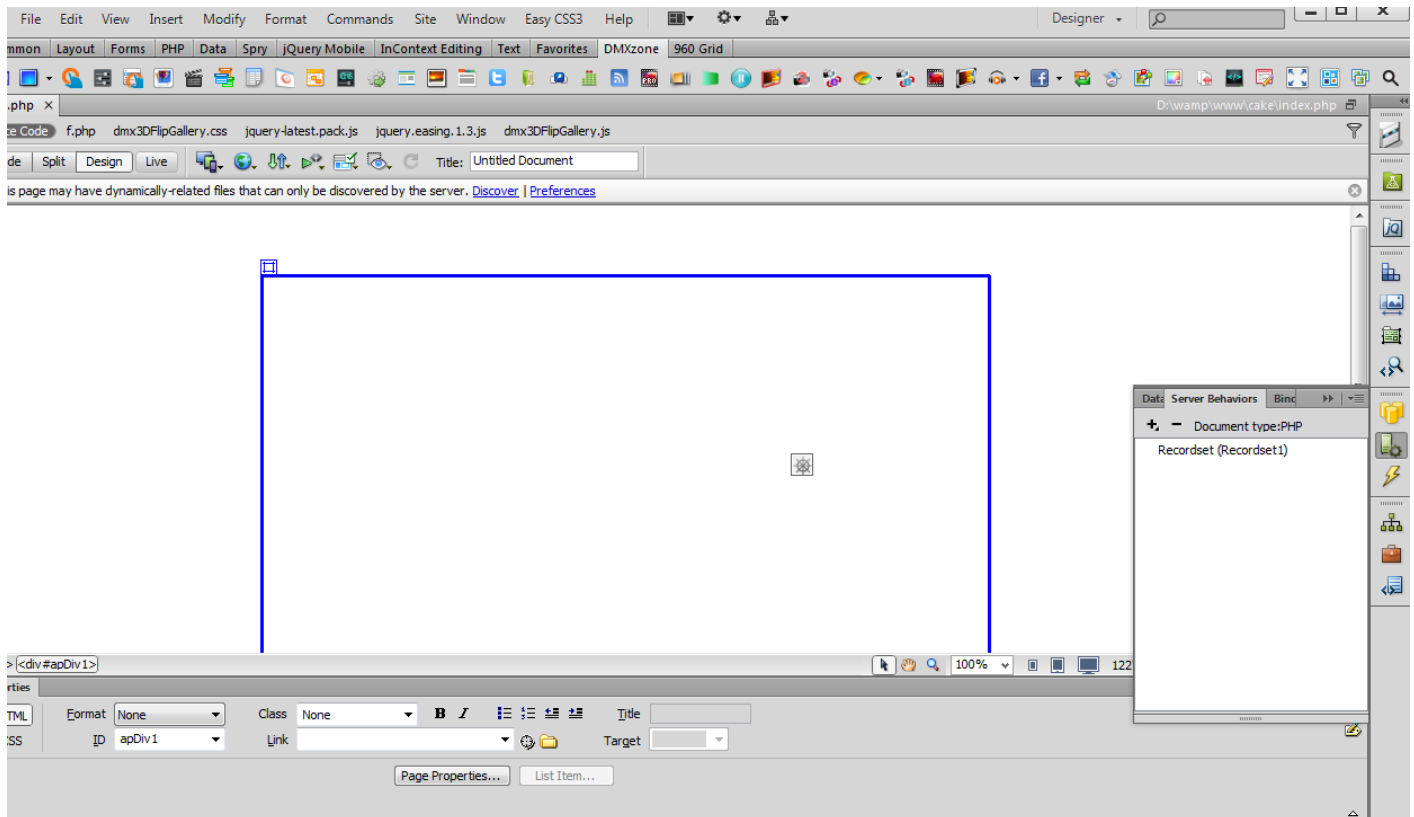 File Edit View Insert Modify Format Commands Site Window Easy CSS3 Help Designer
mmon Layout Forms PHP Data Spry jQuery Mobile InContext Editing Text Favorites DMXzone 960 Grid
.php D:\wamp\www\cake\index.php
ce Code f.php dmx3DFlipGallery.css jquery-latest.pack.js jquery.easing.1.3.js dmx3DFlipGallery.js
de Split Design Live Title: Untitled Document
is page may have dynamically-related files that can only be discovered by the server. Discover | Preferences
Data Server Behaviors Bind
Document type:PHP
Recordset (Recordset1)
> <div#apDiv1> 100% 122
rties
TML Format None Class None B I Title
CSS ID apDiv1 Link Target
Page Properties... List Item...